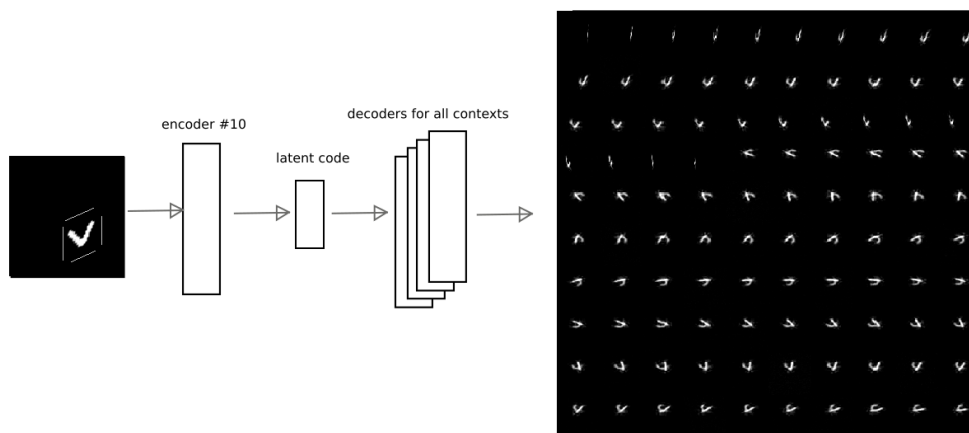 encoder #10
latent code
decoders for all contexts